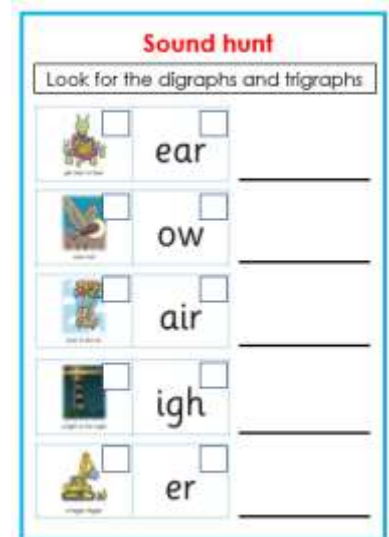 Sound hunt
Look for the digraphs and trigraphs
ear
ow
air
igh
er